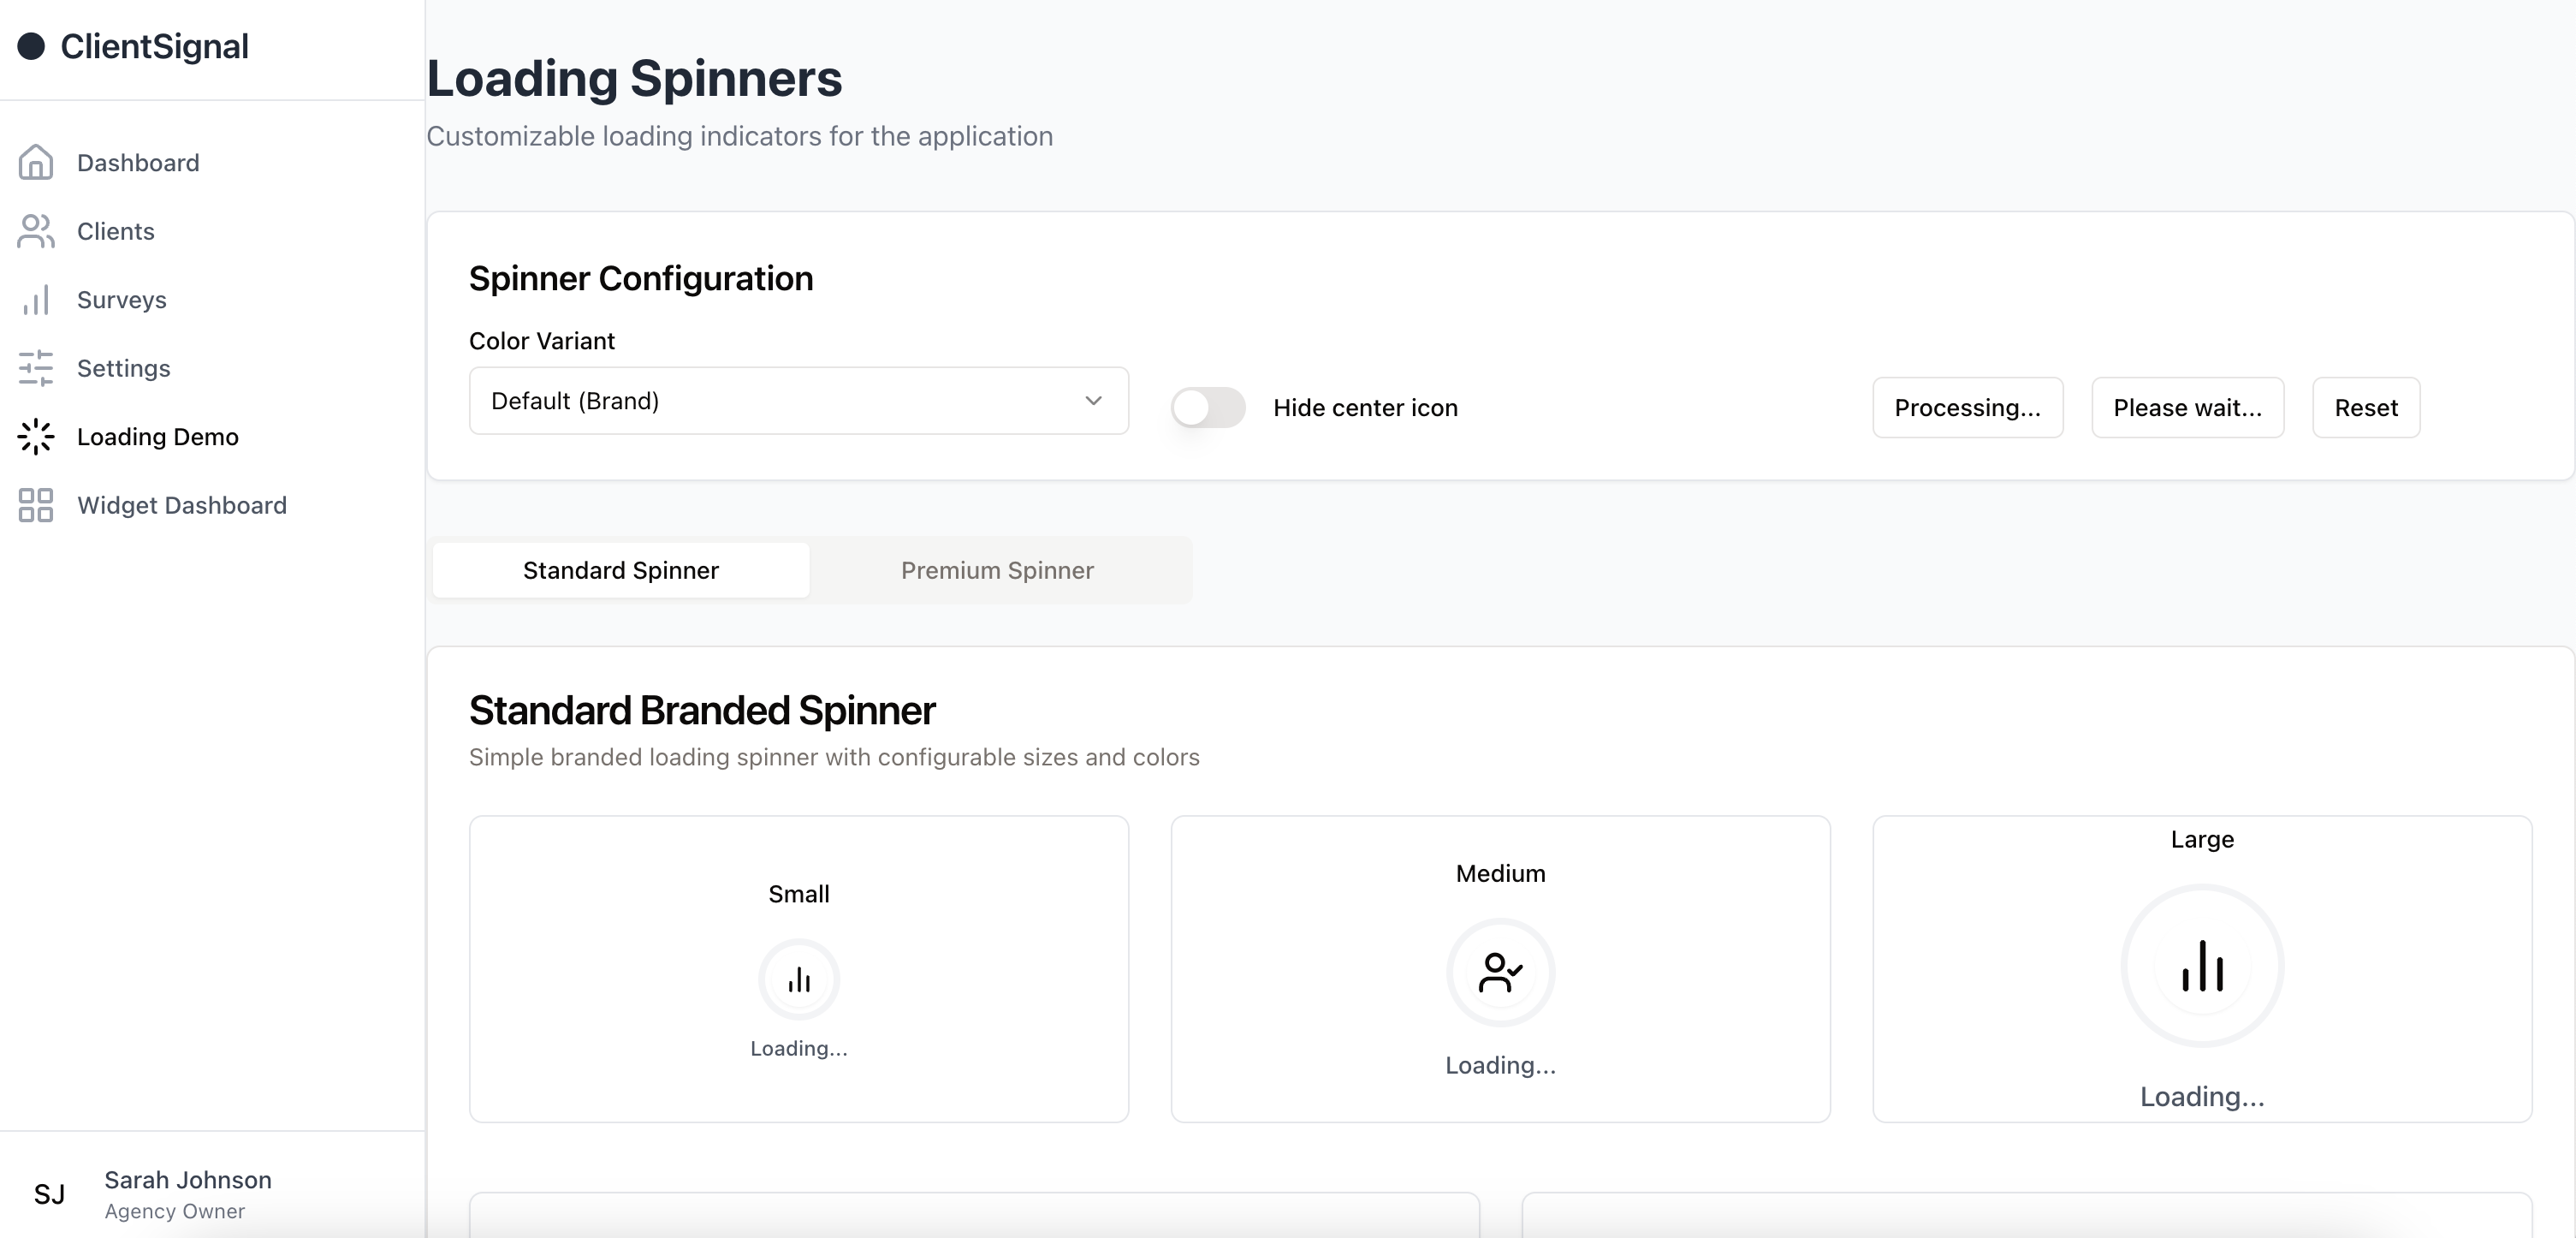 ClientSignal
Dashboard
Clients
Surveys
Settings
Loading Demo
Widget Dashboard
SJ
Sarah Johnson
Agency Owner
Loading Spinners
Customizable loading indicators for the application
Spinner Configuration
Color Variant
Default (Brand)
Hide center icon
Processing...
Please wait...
Reset
Standard Spinner
Premium Spinner
Standard Branded Spinner
Simple branded loading spinner with configurable sizes and colors
Small
Loading...
Medium
Loading...
Large
Loading...